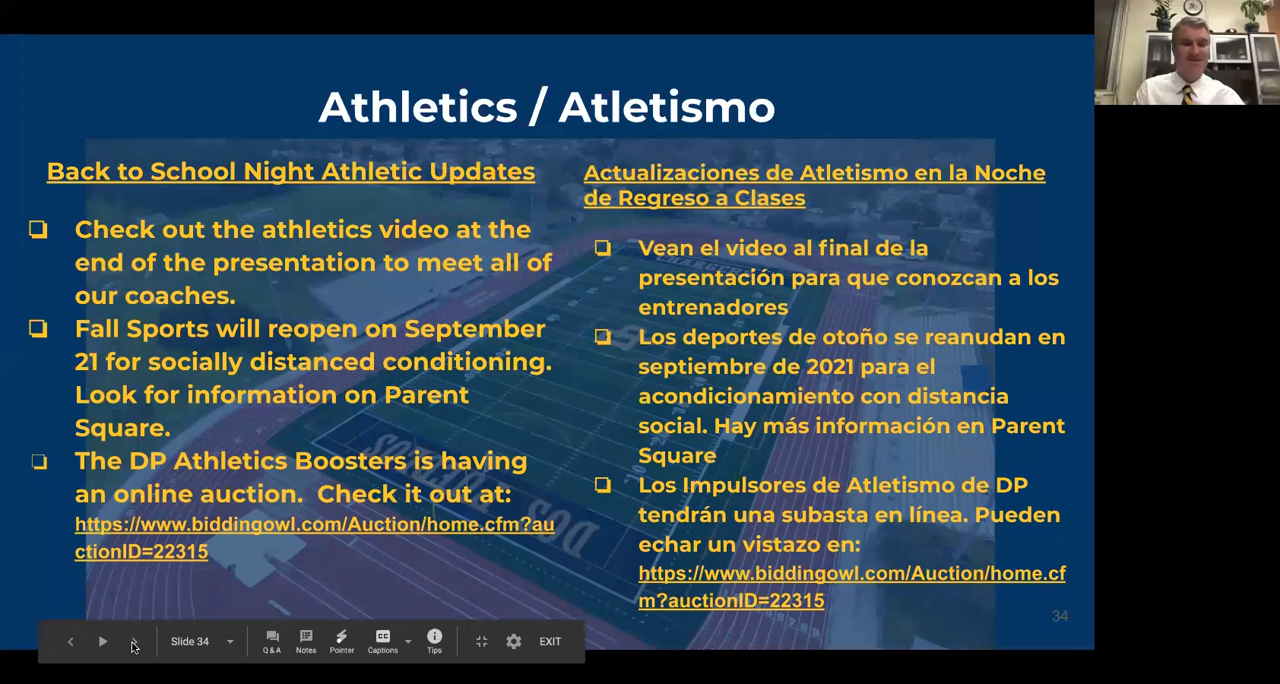 Athletics / Atletismo
Back to School Night Athletic Updates
Check out the athletics video at the
end of the presentation to meet all of
our coaches.
Fall Sports will reopen on September
21 for socially distanced conditioning.
Look for information on Parent
Square.
The DP Athletics Boosters is having
an online auction. Check it out at:
https://www.biddingowl.com/Auction/home.cfm?au
ctionID=22315
Actualizaciones de Atletismo en la Noche
de Regreso a Clases
Vean el video al final de la
presentación para que conozcan a los
entrenadores
Los deportes de otoño se reanudan en
septiembre de 2021 para el
acondicionamiento con distancia
social. Hay más información en Parent
Square
Los Impulsores de Atletismo de DP
tendrán una subasta en línea. Pueden
echar un vistazo en:
https://www.biddingowl.com/Auction/home.cf
m?auctionID=22315
DOS PUEBLOS
34
Slide 34
Q & A
Notes
Pointer
Captions
Tips
EXIT